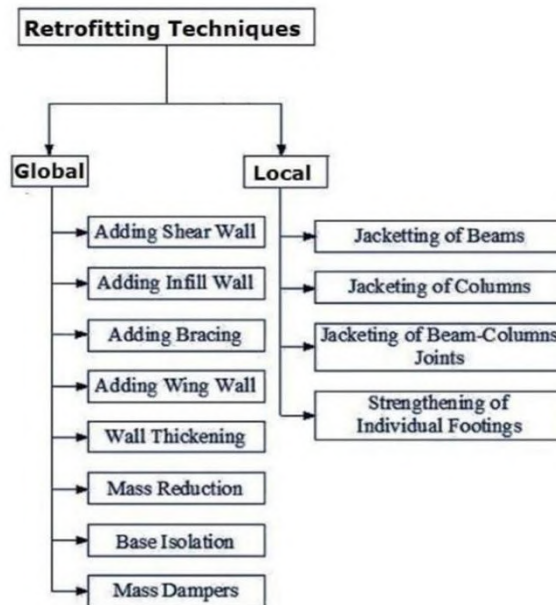 Retrofitting Techniques
Global
Local
Adding Shear Wall
Adding Infill Wall
Adding Bracing
Adding Wing Wall
Wall Thickening
Mass Reduction
Base Isolation
Mass Dampers
Jacketting of Beams
Jacketing of Columns
Jacketing of Beam-Columns
Joints
Strengthening of
Individual Footings